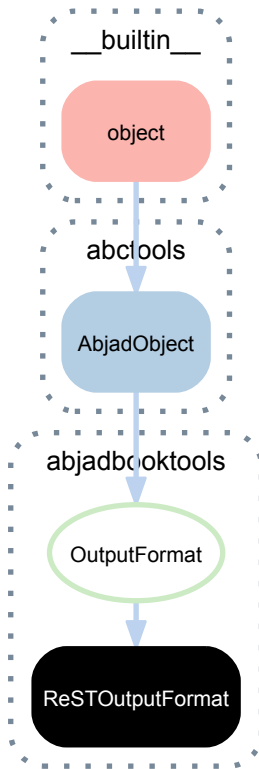 __builtin__
object
abctools
AbjadObject
abjadbooktools
OutputFormat
ReSTOutputFormat